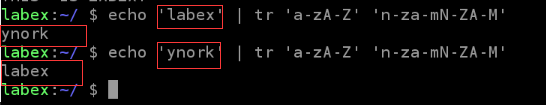 labex:~/ $ echo 'labex' | tr 'a-zA-Z' 'n-za-mN-ZA-M'
ynork
labex:~/ $ echo 'ynork' | tr 'a-zA-Z' 'n-za-mN-ZA-M'
labex
labex:~/ $